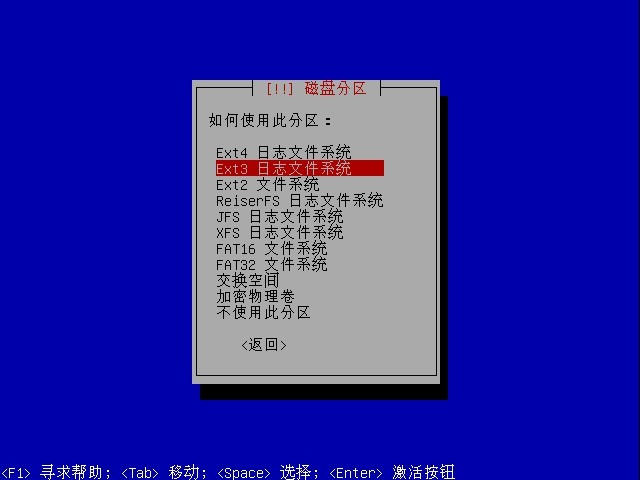 [!!] 磁盘分区
如何使用此分区：
Ext4 日志文件系统
Ext3 日志文件系统
Ext2 文件系统
ReiserFS 日志文件系统
JFS 日志文件系统
XFS 日志文件系统
FAT16 文件系统
FAT32 文件系统
交换空间
加密物理卷
不使用此分区
<返回>
<F1> 寻求帮助; <Tab> 移动; <Space> 选择; <Enter> 激活按钮